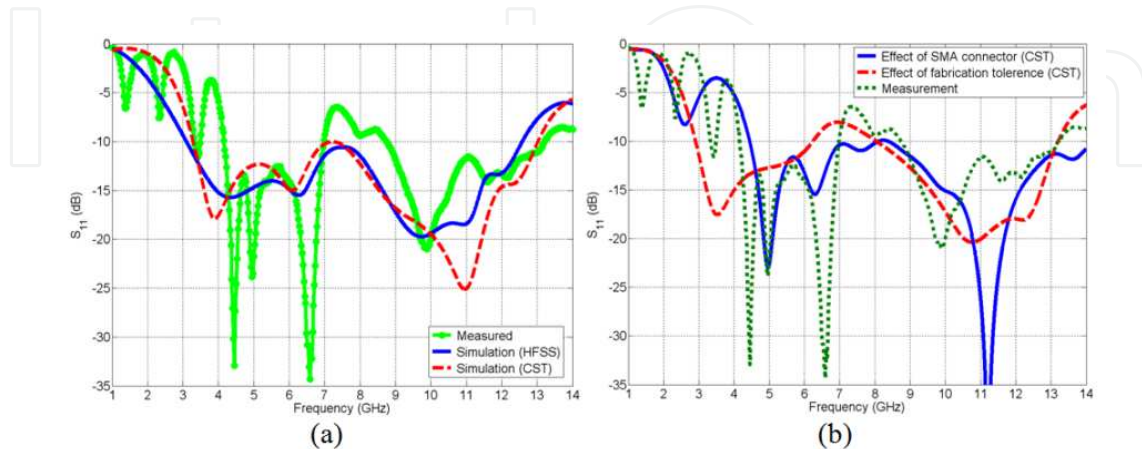 0
-5
-10
-15
-20
-25
-30
-35
S11 (dB)
1 2 3 4 5 6 7 8 9 10 11 12 13 14
Frequency (GHz)
Measured
Simulation (HFSS)
Simulation (CST)
(a)
0
-5
-10
-15
-20
-25
-30
-35
S11 (dB)
1 2 3 4 5 6 7 8 9 10 11 12 13 14
Frequency (GHz)
Effect of SMA connector (CST)
Effect of fabrication tolerence (CST)
Measurement
(b)